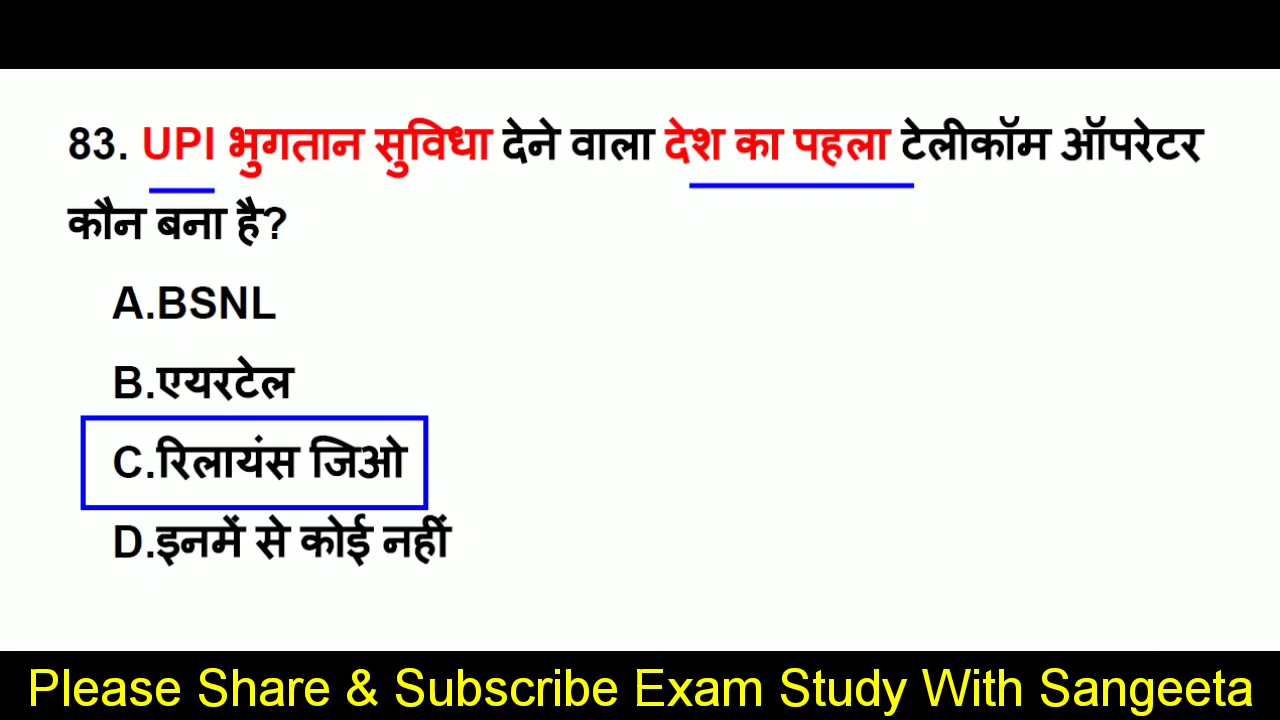 83. UPI भुगतान सुविधा देने वाला देश का पहला टेलीकॉम ऑपरेटर
कौन बना है?
A.BSNL
B.एयरटेल
C.रिलायंस जिओ
D.इनमें से कोई नहीं
Please Share & Subscribe Exam Study With Sangeeta